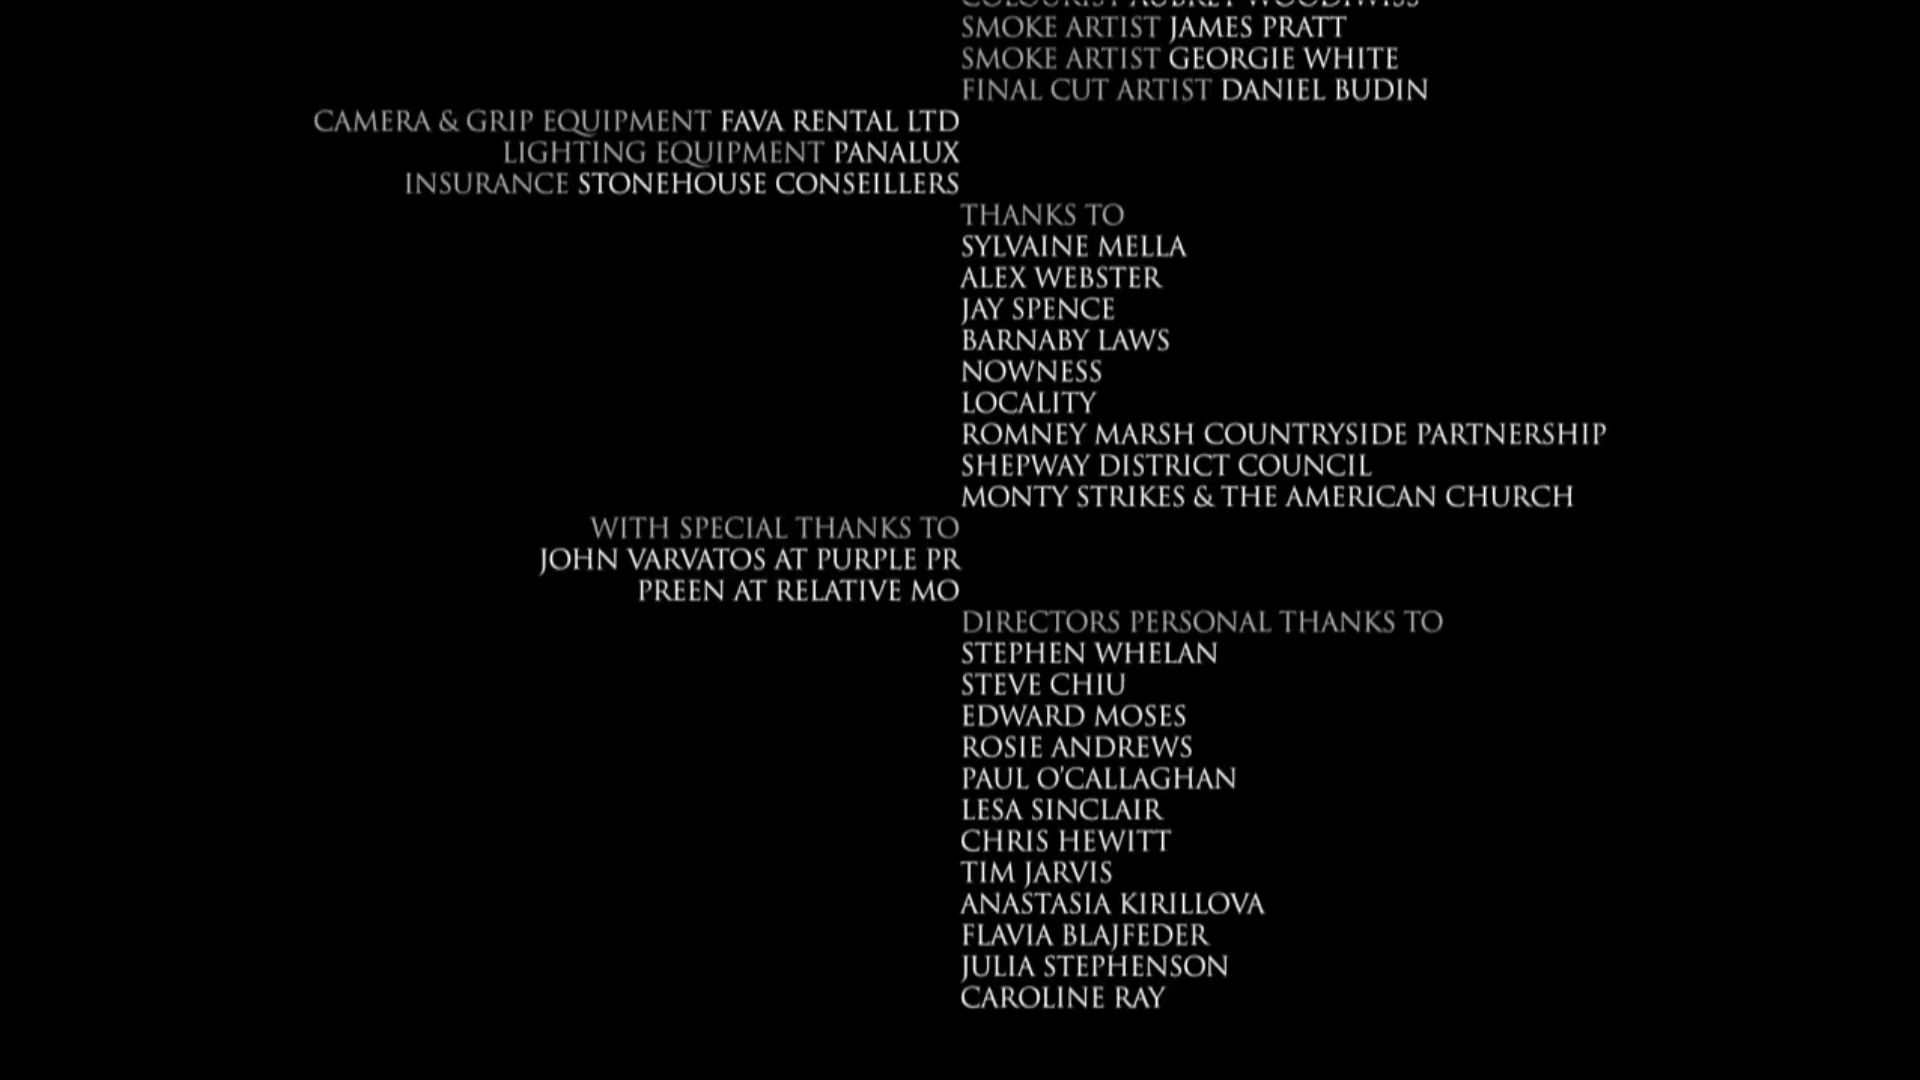 COLOURIST AUBREY WOODIWISS
SMOKE ARTIST JAMES PRATT
SMOKE ARTIST GEORGIE WHITE
FINAL CUT ARTIST DANIEL BUDIN
CAMERA & GRIP EQUIPMENT FAVA RENTAL LTD
LIGHTING EQUIPMENT PANALUX
INSURANCE STONEHOUSE CONSEILLERS
THANKS TO
SYLVAINE MELLA
ALEX WEBSTER
JAY SPENCE
BARNABY LAWS
NOWNESS
LOCALITY
ROMNEY MARSH COUNTRYSIDE PARTNERSHIP
SHEPWAY DISTRICT COUNCIL
MONTY STRIKES & THE AMERICAN CHURCH
WITH SPECIAL THANKS TO
JOHN VARVATOS AT PURPLE PR
PREEN AT RELATIVE MO
DIRECTORS PERSONAL THANKS TO
STEPHEN WHELAN
STEVE CHIU
EDWARD MOSES
ROSIE ANDREWS
PAUL O'CALLAGHAN
LESA SINCLAIR
CHRIS HEWITT
TIM JARVIS
ANASTASIA KIRILLOVA
FLAVIA BLAJFEDER
JULIA STEPHENSON
CAROLINE RAY